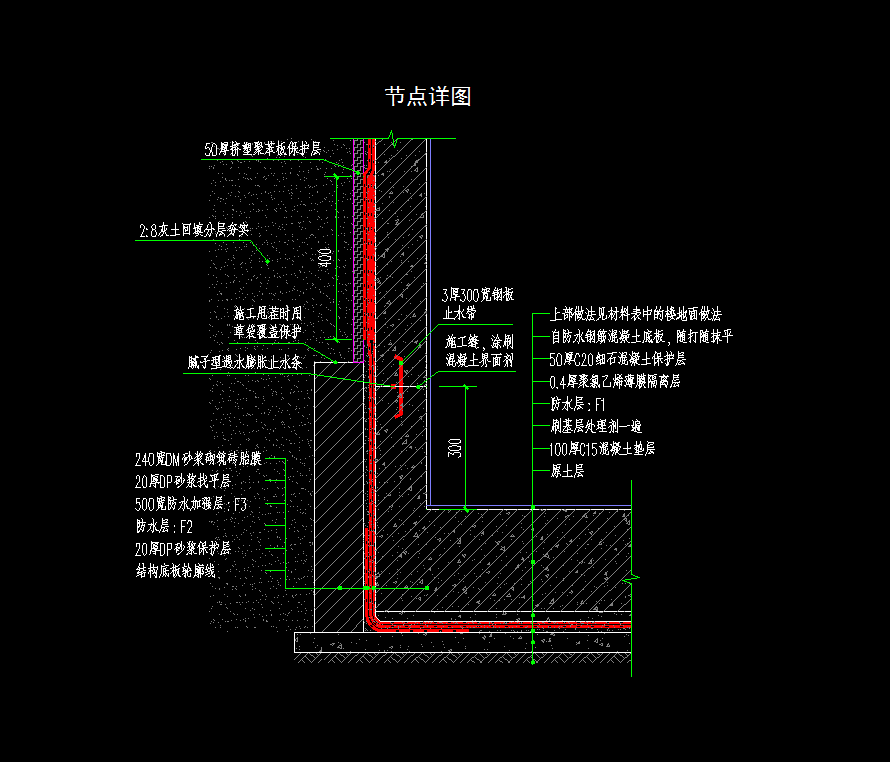 节点详图
50厚挤塑聚苯板保护层
2:8灰土回填分层夯实
400
施工甩茬时用
草袋覆盖保护
腻子型遇水膨胀止水条
3厚300宽钢板
止水带
施工缝，涂刷
混凝土界面剂
300
上部做法见材料表中的楼地面做法
自防水钢筋混凝土底板，随打随抹平
50厚C20细石混凝土保护层
0.4厚聚氯乙烯薄膜隔离层
防水层：F1
刷基层处理剂一遍
100厚C15混凝土垫层
原土层
240宽DM砂浆砌筑砖胎膜
20厚DP砂浆找平层
500宽防水加强层：F3
防水层：F2
20厚DP砂浆保护层
结构底板轮廓线